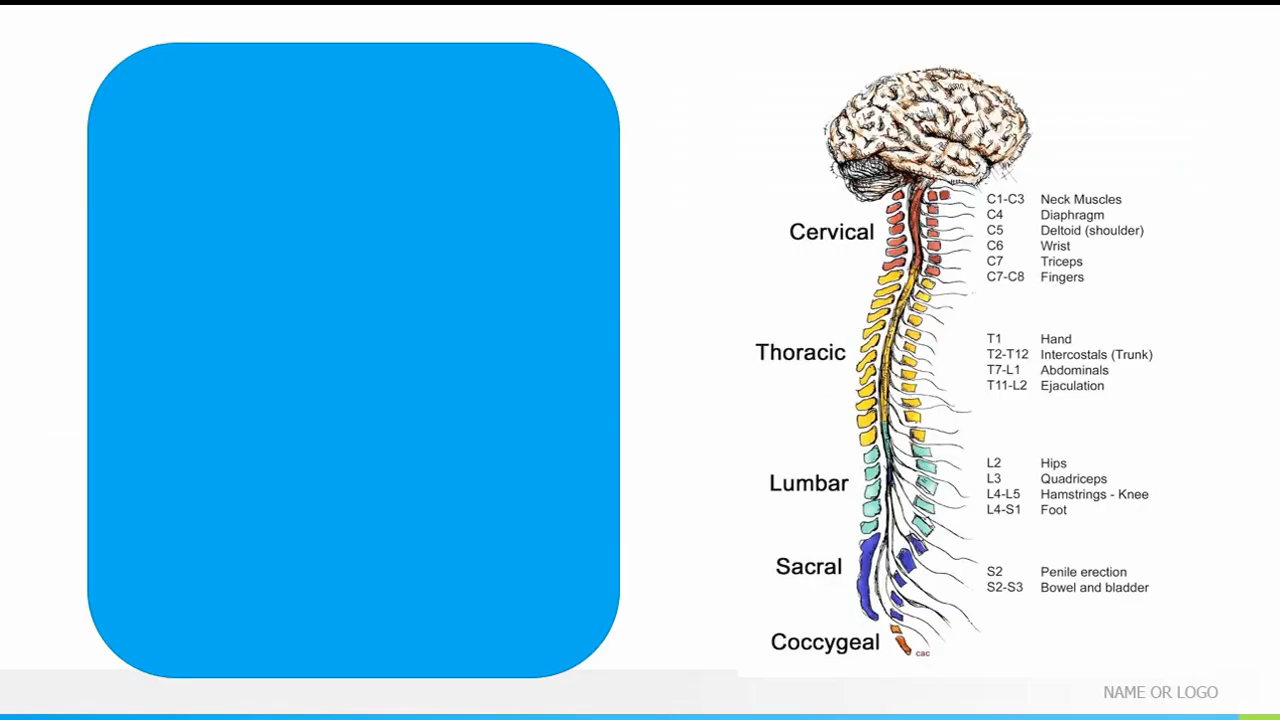 Cervical
C1-C3 Neck Muscles
C4 Diaphragm
C5 Deltoid (shoulder)
C6 Wrist
C7 Triceps
C7-C8 Fingers
Thoracic
T1 Hand
T2-T12 Intercostals (Trunk)
T7-L1 Abdominals
T11-L2 Ejaculation
Lumbar
L2 Hips
L3 Quadriceps
L4-L5 Hamstrings - Knee
L4-S1 Foot
Sacral
S2 Penile erection
S2-S3 Bowel and bladder
Coccygeal
cac
NAME OR LOGO